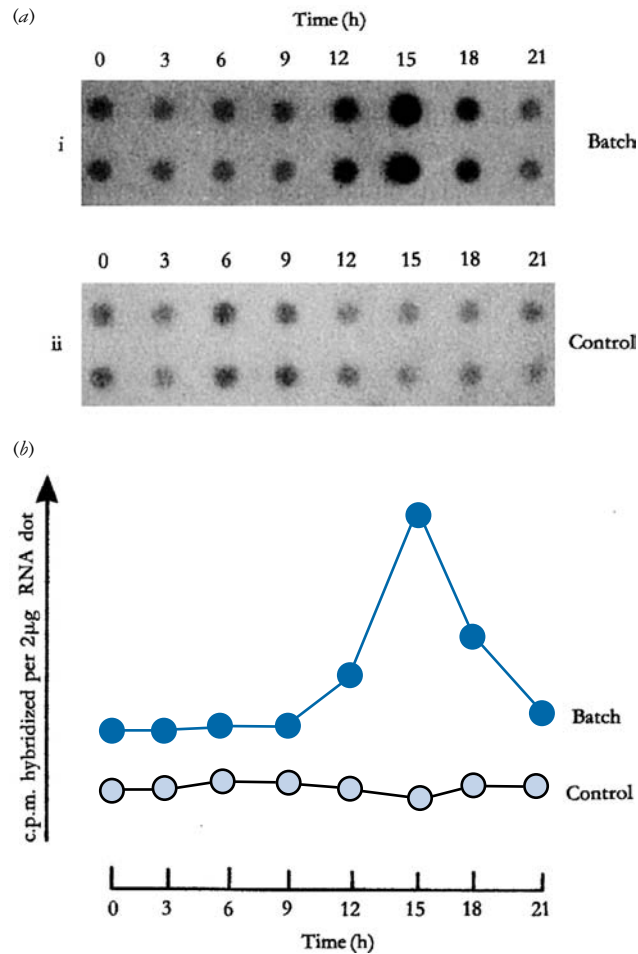 (a)
Time (h)
0 3 6 9 12 15 18 21
i
Batch
0 3 6 9 12 15 18 21
ii
Control
(b)
c.p.m. hybridized per 2μg RNA dot
Batch
Control
0 3 6 9 12 15 18 21
Time (h)